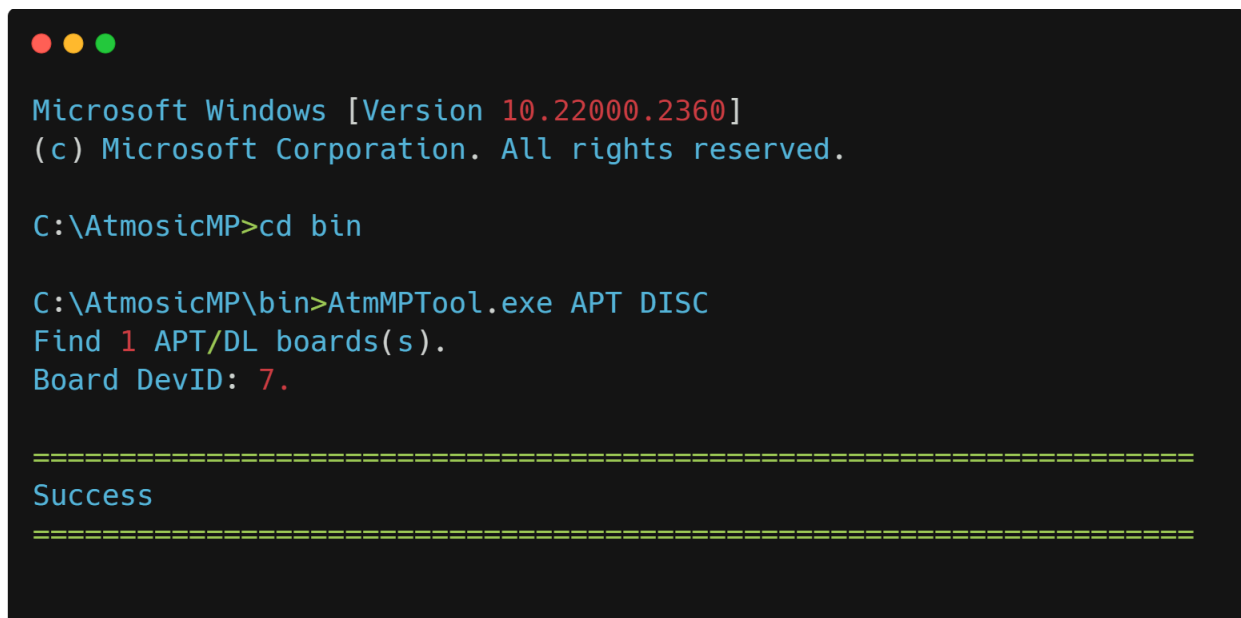 Microsoft Windows [Version 10.22000.2360]
(c) Microsoft Corporation. All rights reserved.
C:\AtmosicMP>cd bin
C:\AtmosicMP\bin>AtmMPTool.exe APT DISC
Find 1 APT/DL boards(s).
Board DevID: 7.
===================================================================
Success
===================================================================